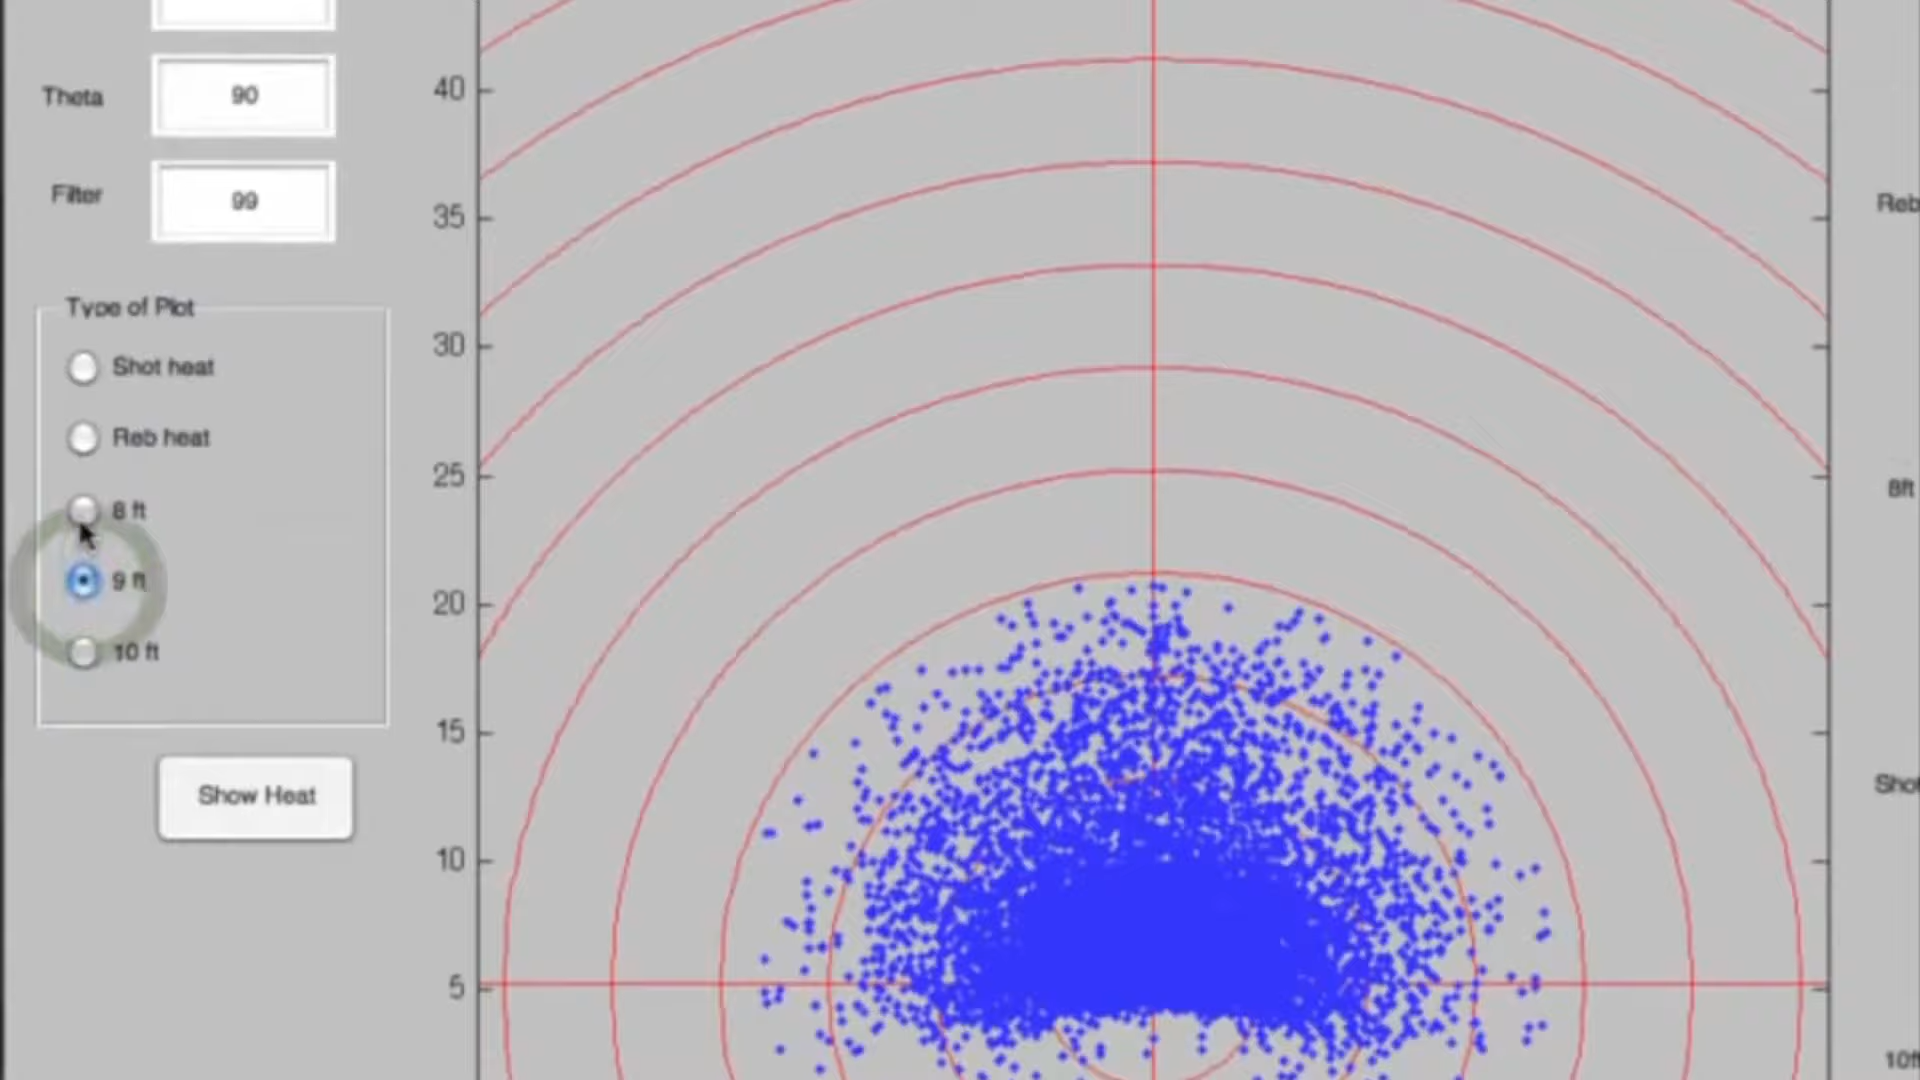 Theta
90
Filter
99
Type of Plot
Shot heat
Reb heat
8 ft
9 ft
10 ft
Show Heat
40
35
30
25
20
15
10
5
Reb
8ft
Shot
10ft